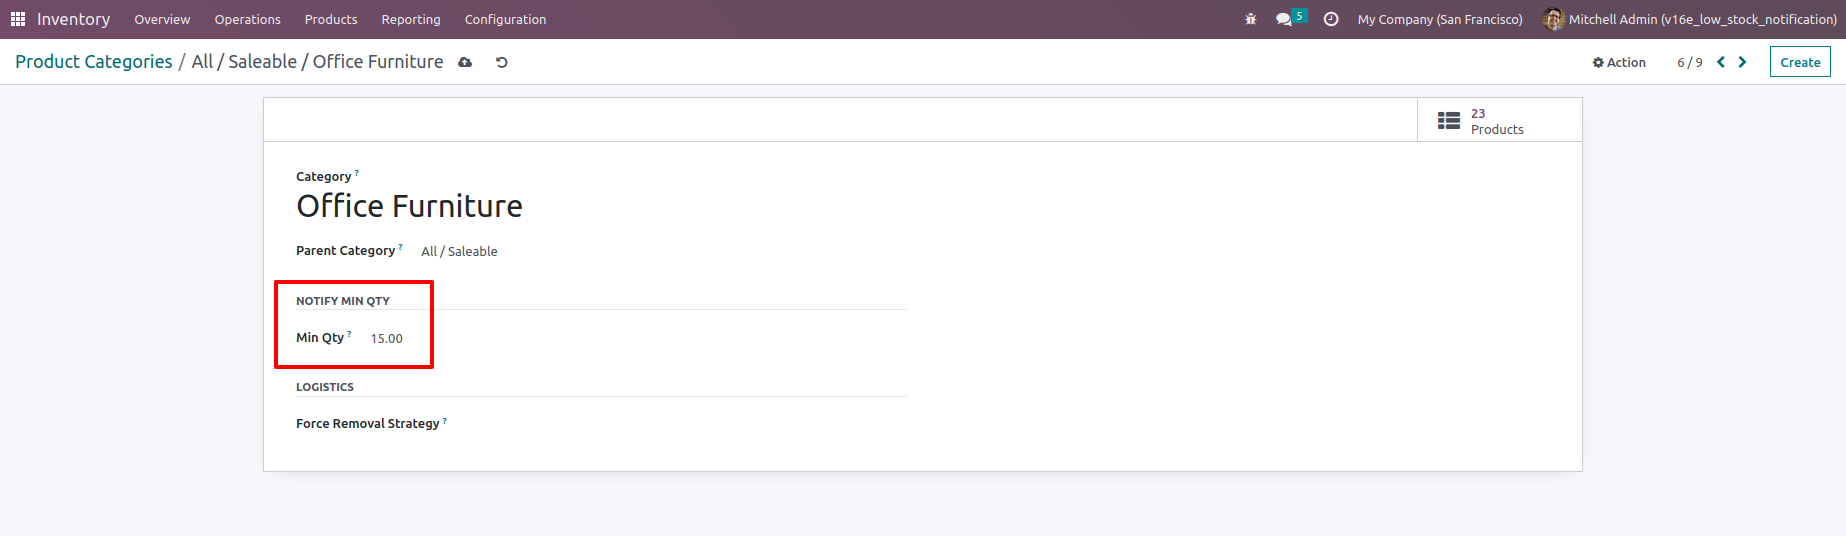 Inventory Overview Operations Products Reporting Configuration 5 My Company (San Francisco) Mitchell Admin (v16e_low_stock_notification)
Product Categories / All / Saleable / Office Furniture Action 6 / 9 Create
23
Products
Category ?
Office Furniture
Parent Category ? All / Saleable
NOTIFY MIN QTY
Min Qty ? 15.00
LOGISTICS
Force Removal Strategy ?